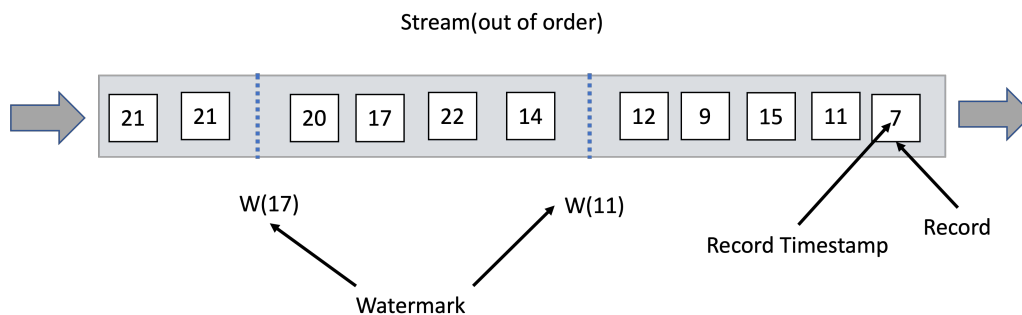 Stream(out of order)
21 21 20 17 22 14 12 9 15 11 7
W(17) W(11)
Record Timestamp Record
Watermark